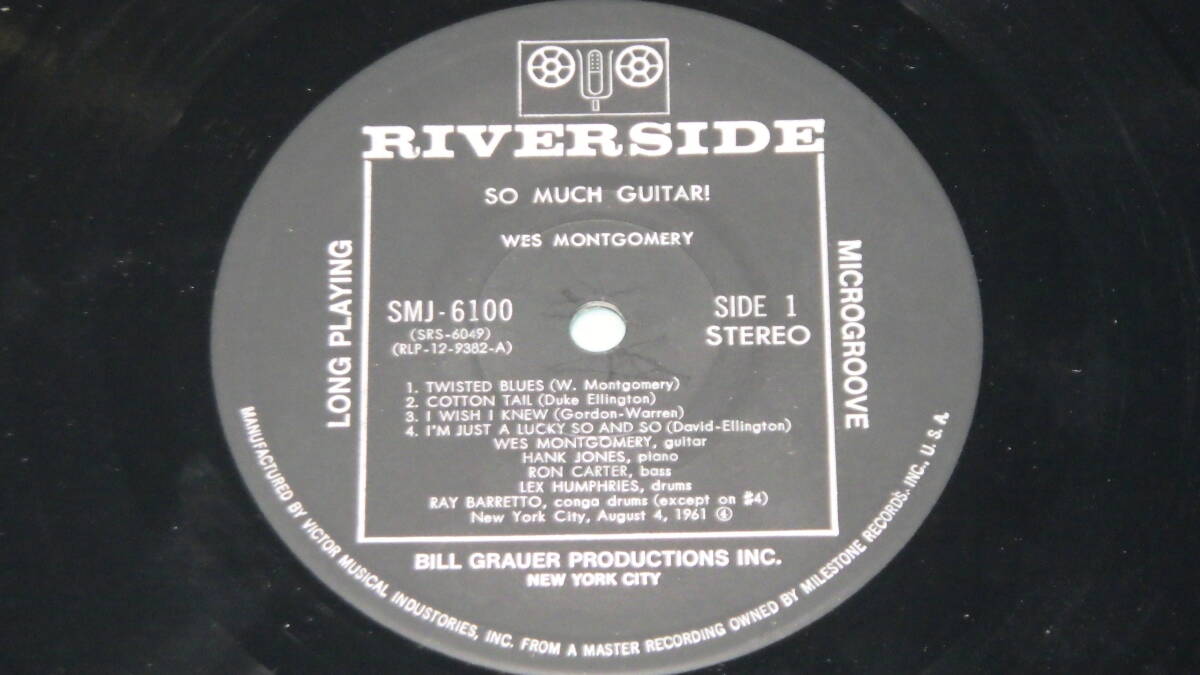 RIVERSIDE
SO MUCH GUITAR!
WES MONTGOMERY
LONG PLAYING
MICROGROOVE
SMJ-6100
(SRS-6049)
(RLP-12-9382-A)
SIDE 1
STEREO
1. TWISTED BLUES (W. Montgomery)
2. COTTON TAIL (Duke Ellington)
3. I WISH I KNEW (Gordon-Warren)
4. I'M JUST A LUCKY SO AND SO (David-Ellington)
WES MONTGOMERY, guitar
HANK JONES, piano
RON CARTER, bass
LEX HUMPHRIES, drums
RAY BARRETTO, conga drums (except on #4)
New York City, August 4, 1961 ④
BILL GRAUER PRODUCTIONS INC.
NEW YORK CITY
MANUFACTURED BY VICTOR MUSICAL INDUSTORIES, INC. FROM A MASTER RECORDING OWNED BY MILESTONE RECORDS. INC., U. S. A.